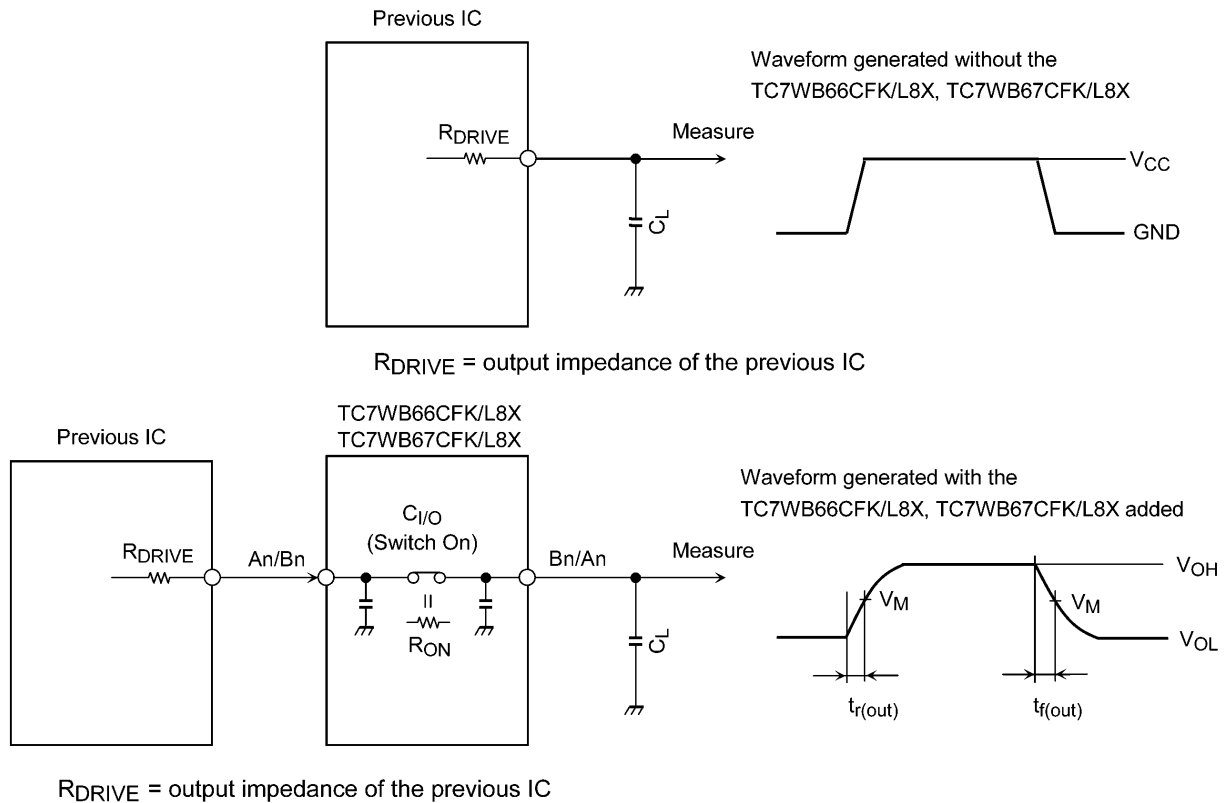 Previous IC
Waveform generated without the
TC7WB66CFK/L8X, TC7WB67CFK/L8X
RDRIVE
Measure
VCC
CL
GND
RDRIVE = output impedance of the previous IC
TC7WB66CFK/L8X
TC7WB67CFK/L8X
Previous IC
Waveform generated with the
TC7WB66CFK/L8X, TC7WB67CFK/L8X added
CI/O
(Switch On)
RDRIVE
An/Bn
Bn/An
Measure
VOH
VM
VM
RON
CL
VOL
tr(out)
tf(out)
RDRIVE = output impedance of the previous IC